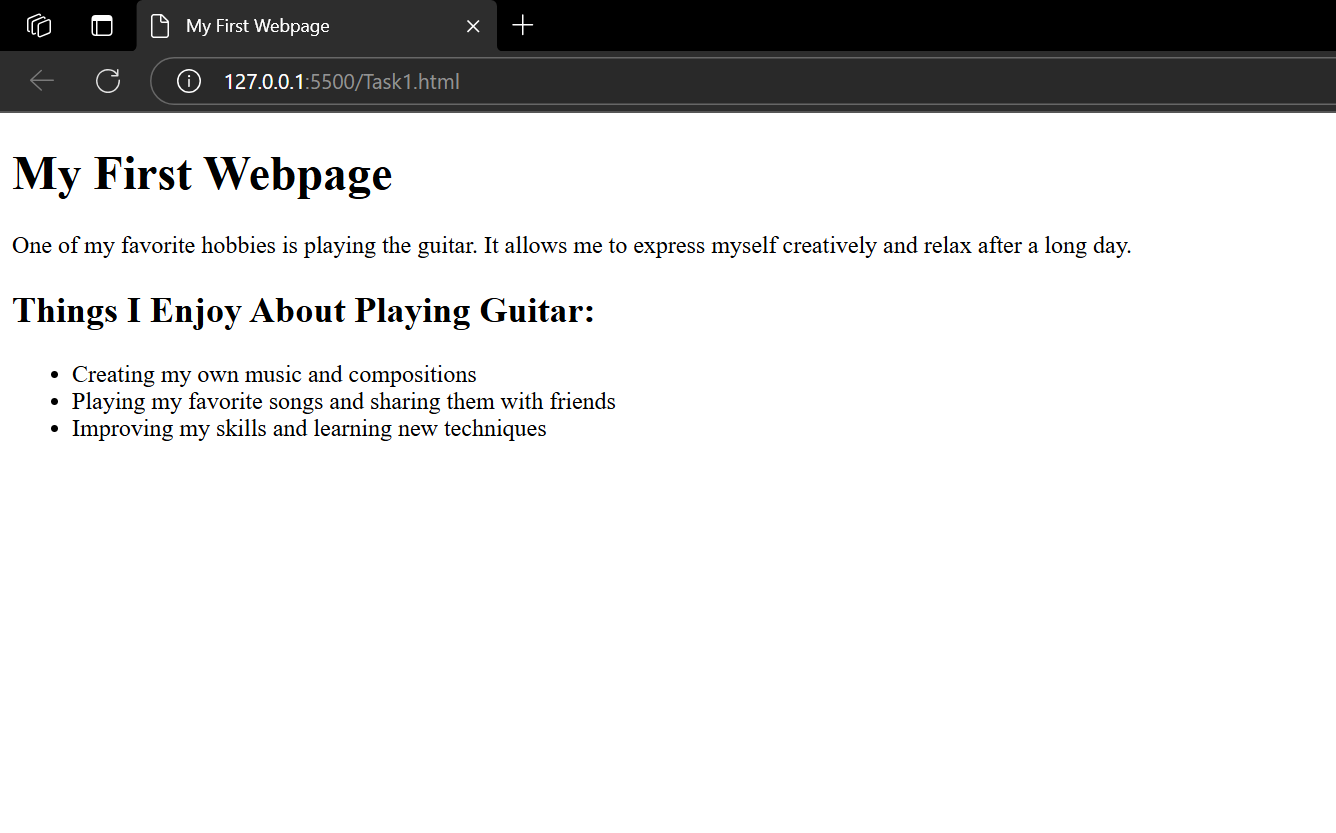 My First Webpage
127.0.0.1:5500/Task1.html
My First Webpage
One of my favorite hobbies is playing the guitar. It allows me to express myself creatively and relax after a long day.
Things I Enjoy About Playing Guitar:
• Creating my own music and compositions
• Playing my favorite songs and sharing them with friends
• Improving my skills and learning new techniques